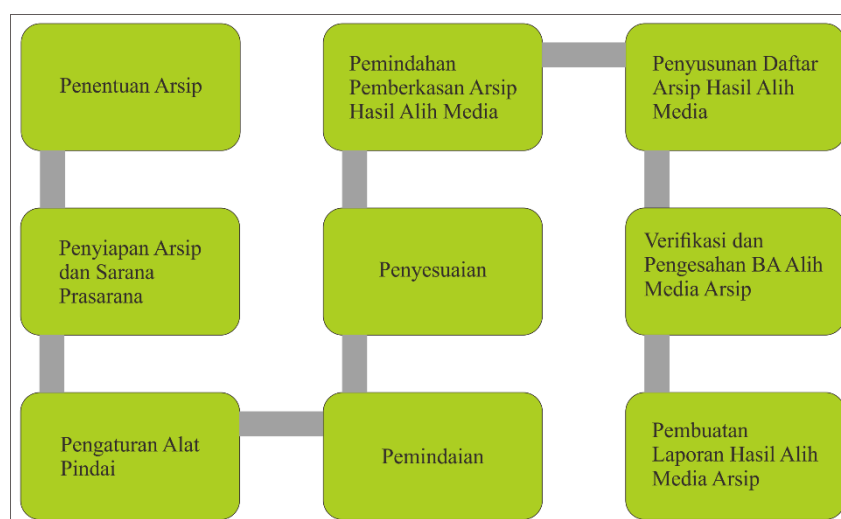 Penentuan Arsip
Penyiapan Arsip
dan Sarana
Prasarana
Pengaturan Alat
Pindai
Pemindaian
Penyesuaian
Pemindahan
Pemberkasan Arsip
Hasil Alih Media
Penyusunan Daftar
Arsip Hasil Alih
Media
Verifikasi dan
Pengesahan BA Alih
Media Arsip
Pembuatan
Laporan Hasil Alih
Media Arsip